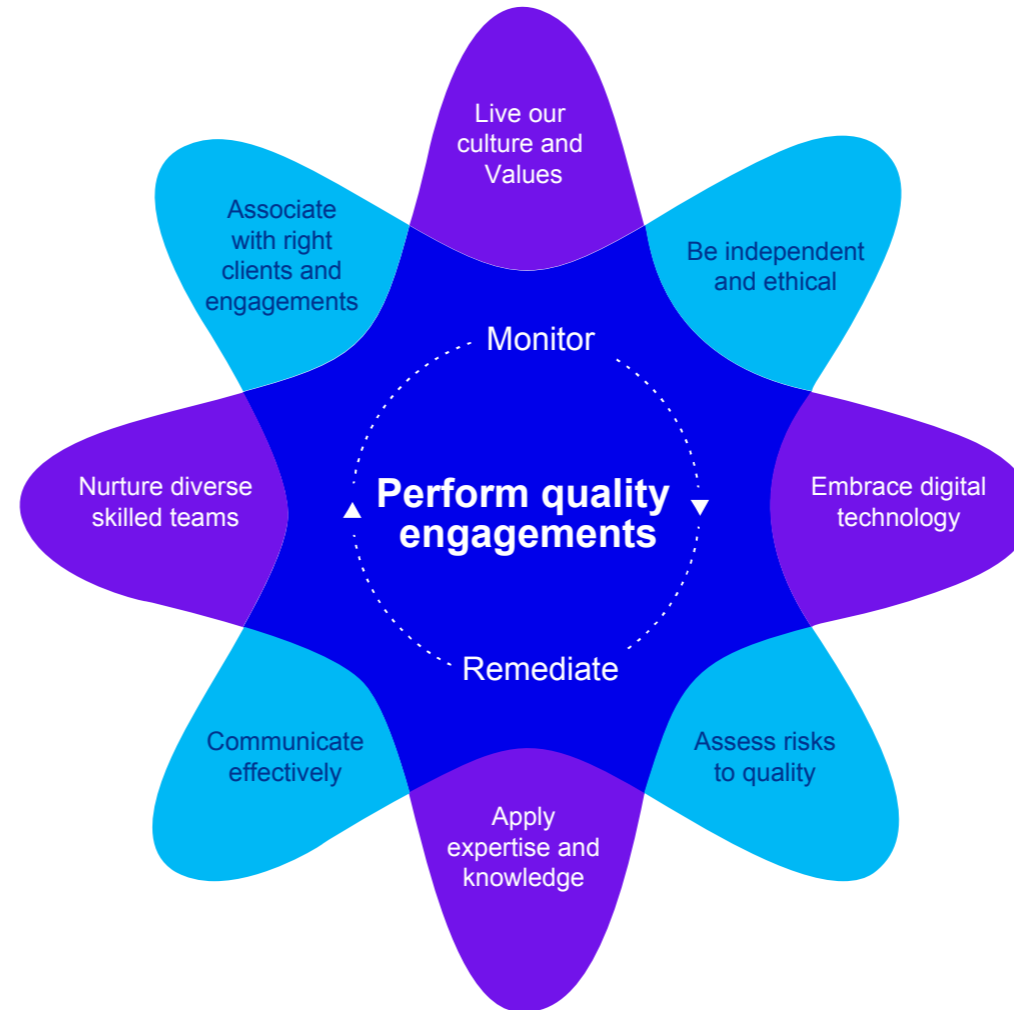 Live our
culture and
Values
Associate
with right
clients and
engagements
Be independent
and ethical
Monitor
Nurture diverse
skilled teams
Perform quality
engagements
Embrace digital
technology
Remediate
Communicate
effectively
Assess risks
to quality
Apply
expertise and
knowledge